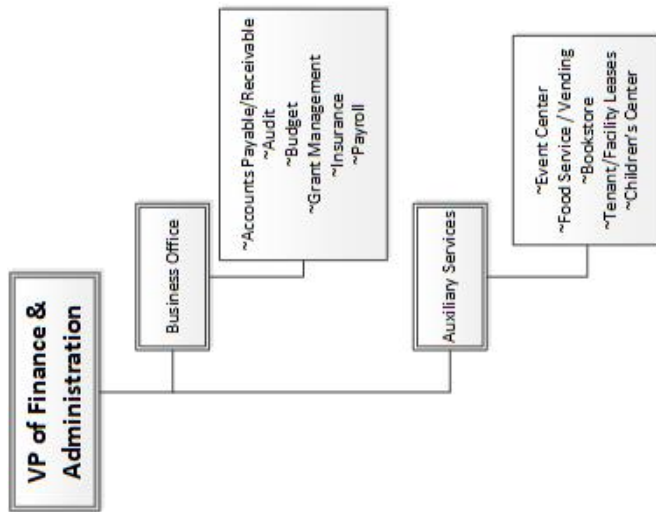 VP of Finance &
Administration
Business Office
~Accounts Payable/Receivable
~Audit
~Budget
~Grant Management
~Insurance
~Payroll
Auxiliary Services
~Event Center
~Food Service / Vending
~Bookstore
~Tenant/Facility Leases
~Children's Center